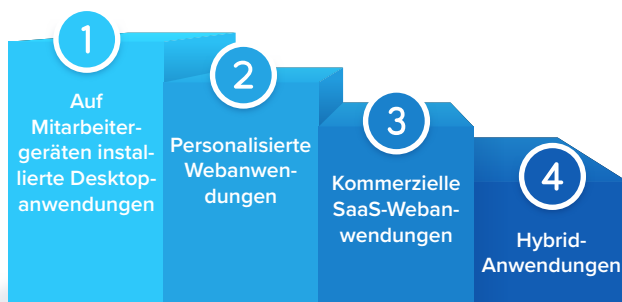 1
Auf
Mitarbeiter-
geräten instal-
lierte Desktop-
anwendungen
2
Personalisierte
Webanwen-
dungen
3
Kommerzielle
SaaS-Weban-
wendungen
4
Hybrid-
Anwendungen